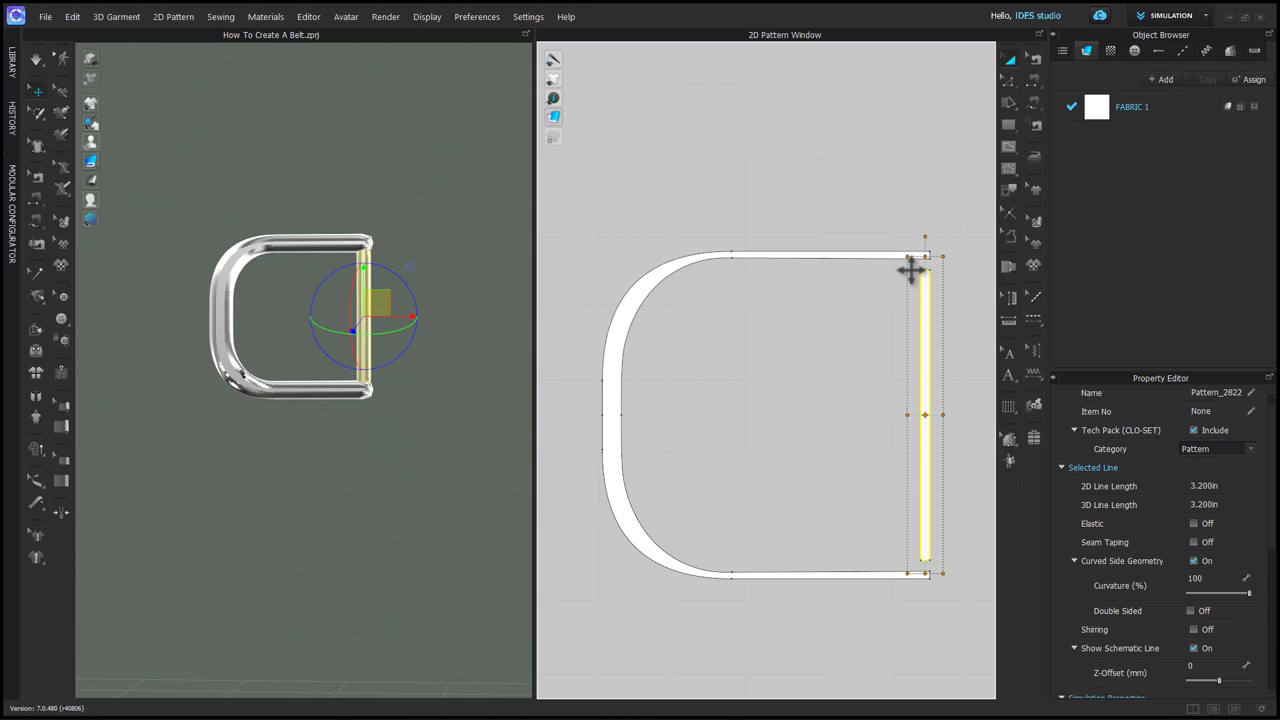 File Edit 3D Garment 2D Pattern Sewing Materials Editor Avatar Render Display Preferences Settings Help
Hello, IDES studio
SIMULATION
How To Create A Belt.zprj
2D Pattern Window
Object Browser
LIBRARY
HISTORY
MODULAR CONFIGURATOR
+ Add
Copy
Assign
FABRIC 1
Property Editor
Name Pattern_2822
Item No None
Tech Pack (CLO-SET) Include
Category Pattern
Selected Line
2D Line Length 3.200in
3D Line Length 3.200in
Elastic Off
Seam Taping Off
Curved Side Geometry On
Curvature (%) 100
Double Sided Off
Shirring Off
Show Schematic Line On
Z-Offset (mm) 0
Simulation Properties
Version: 7.0.480 (r40806)
3D
2D